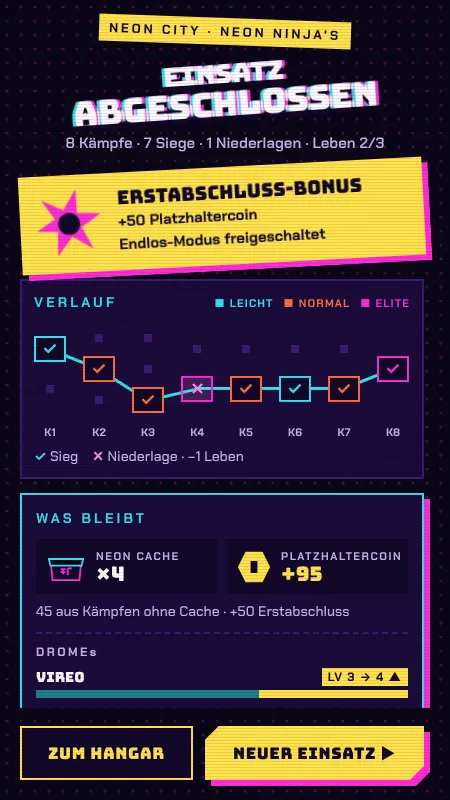 NEON CITY · NEON NINJA'S
EINSATZ
ABGESCHLOSSEN
8 Kämpfe · 7 Siege · 1 Niederlagen · Leben 2/3
ERSTABSCHLUSS-BONUS
+50 Platzhaltercoin
Endlos-Modus freigeschaltet
VERLAUF
LEICHT NORMAL ELITE
K1 K2 K3 K4 K5 K6 K7 K8
✓ Sieg ✕ Niederlage · −1 Leben
WAS BLEIBT
NEON CACHE
×4
PLATZHALTERCOIN
+95
45 aus Kämpfen ohne Cache · +50 Erstabschluss
DROMEs
VIREO
LV 3 → 4 ▲
ZUM HANGAR
NEUER EINSATZ ▶